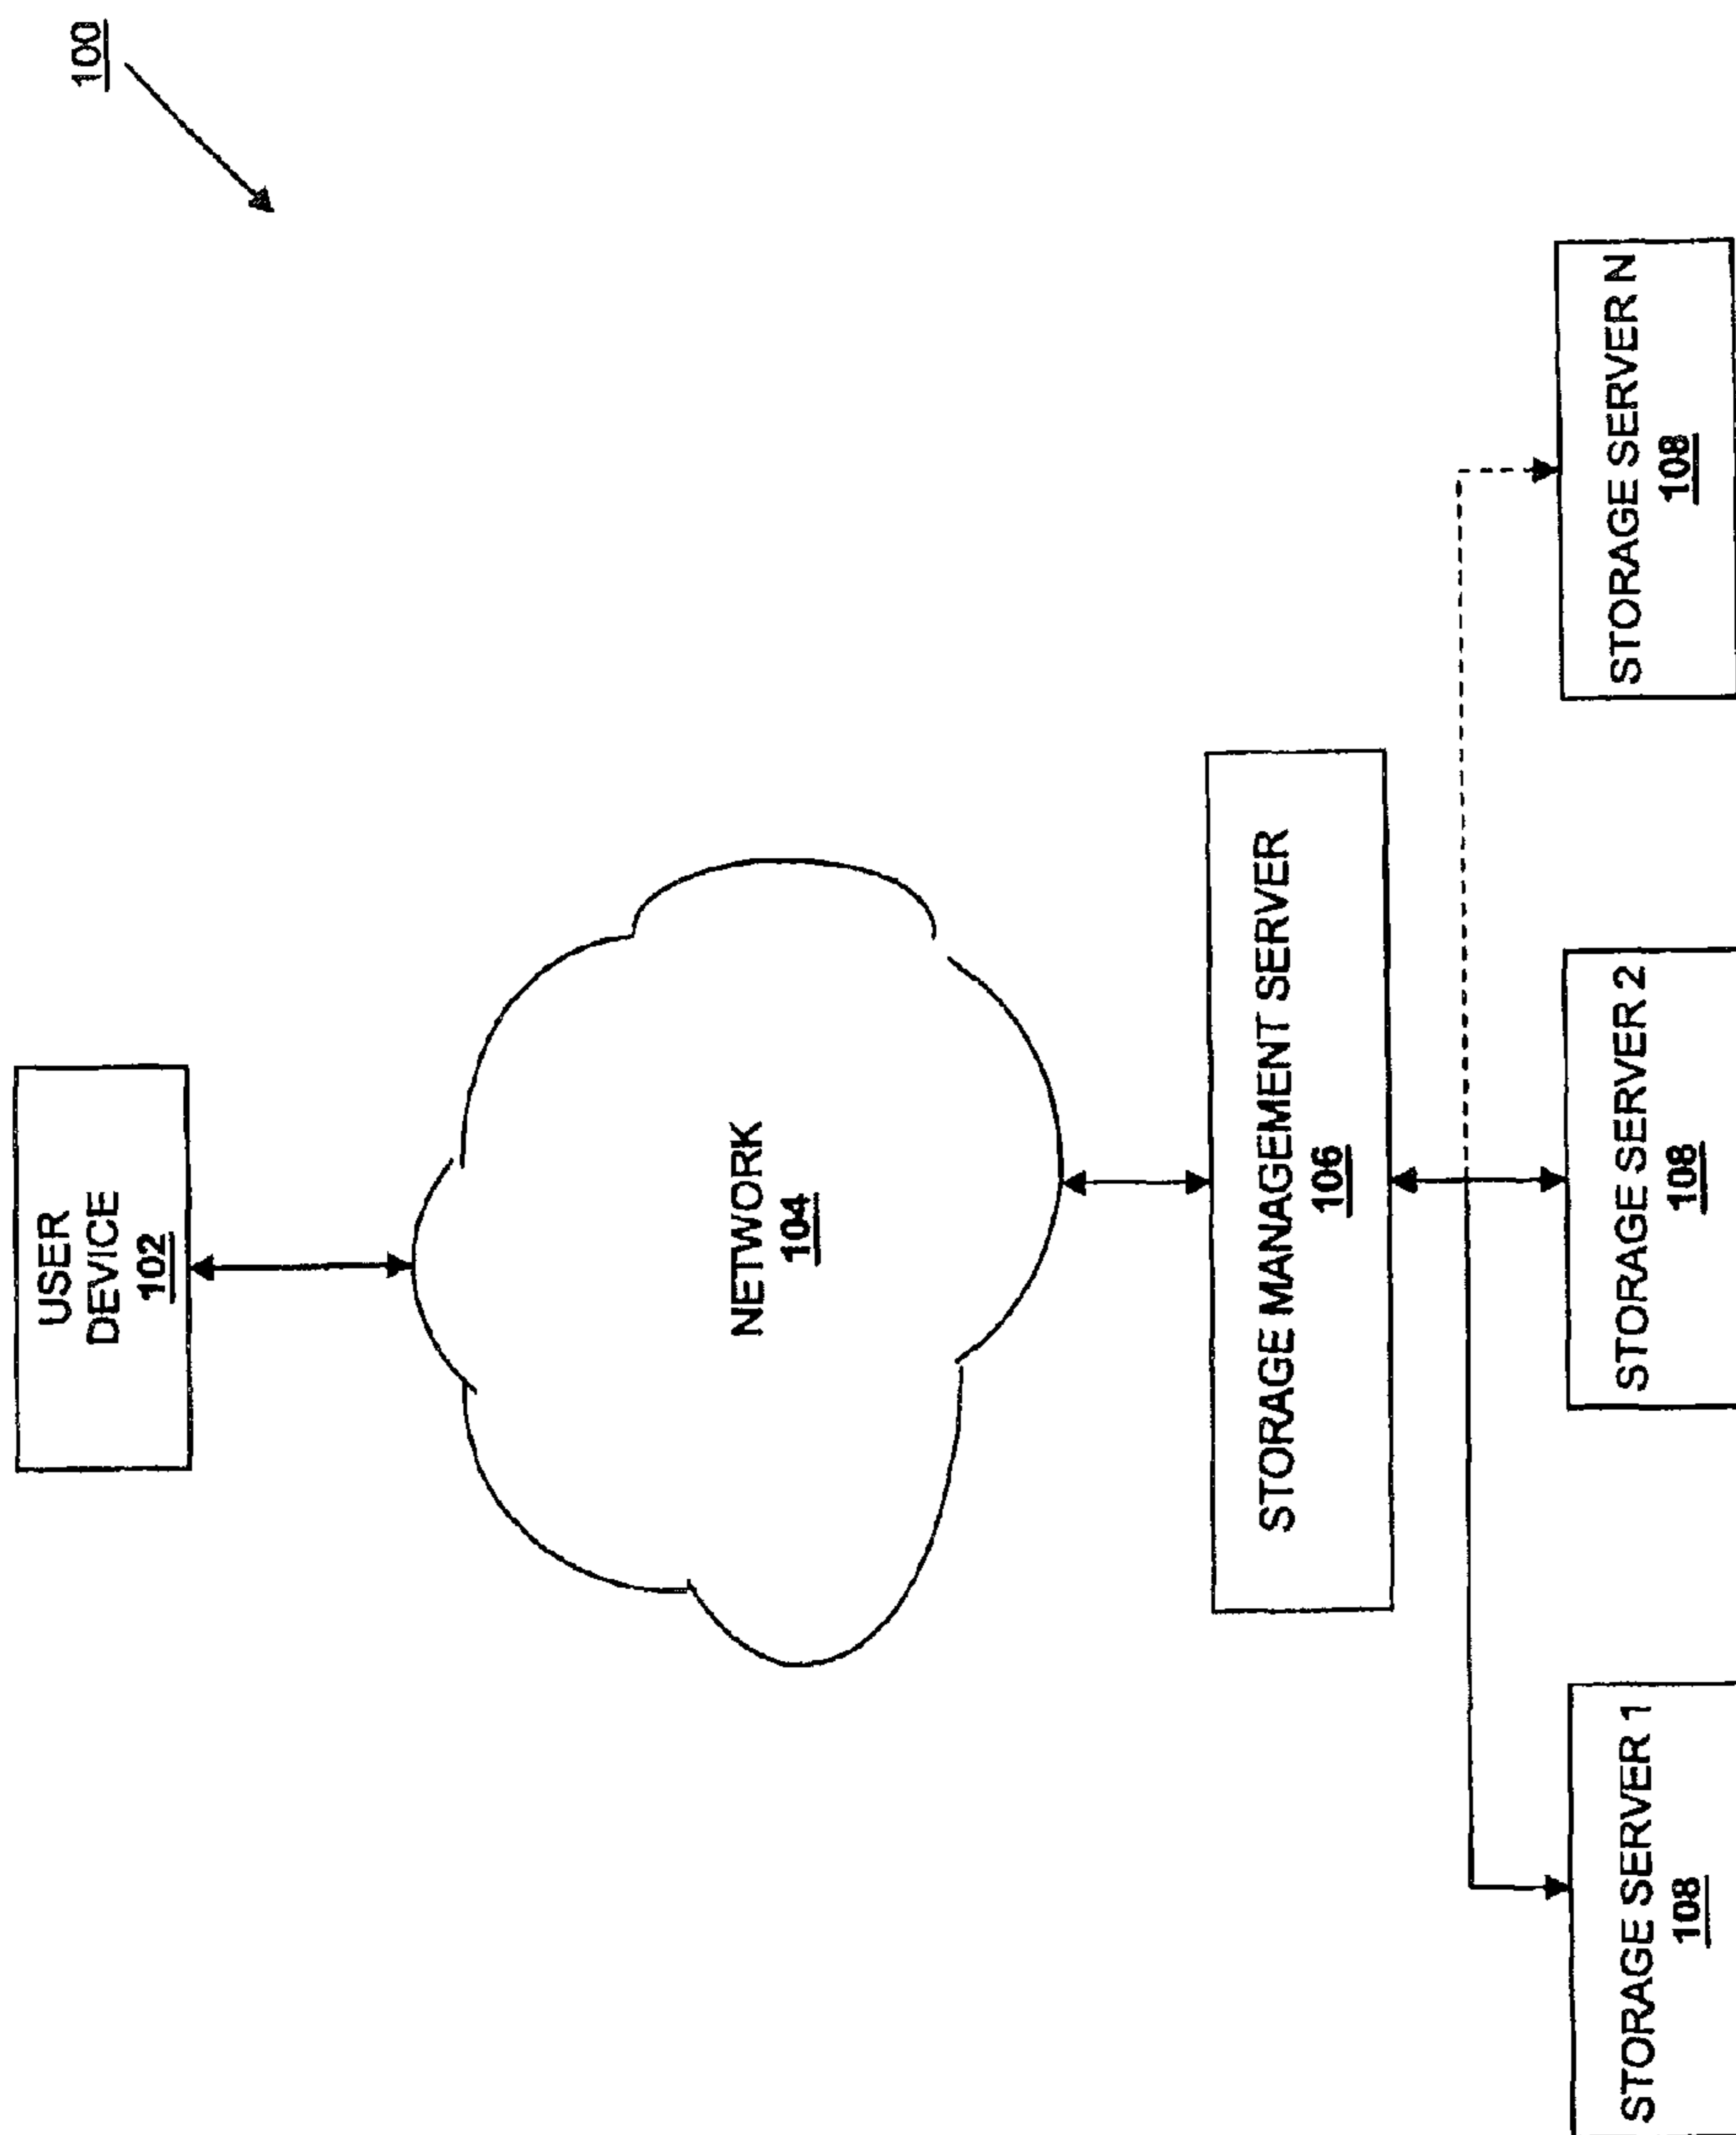 100
USER
DEVICE
102
NETWORK
104
STORAGE MANAGEMENT SERVER
106
STORAGE SERVER 1
108
STORAGE SERVER 2
108
STORAGE SERVER N
108